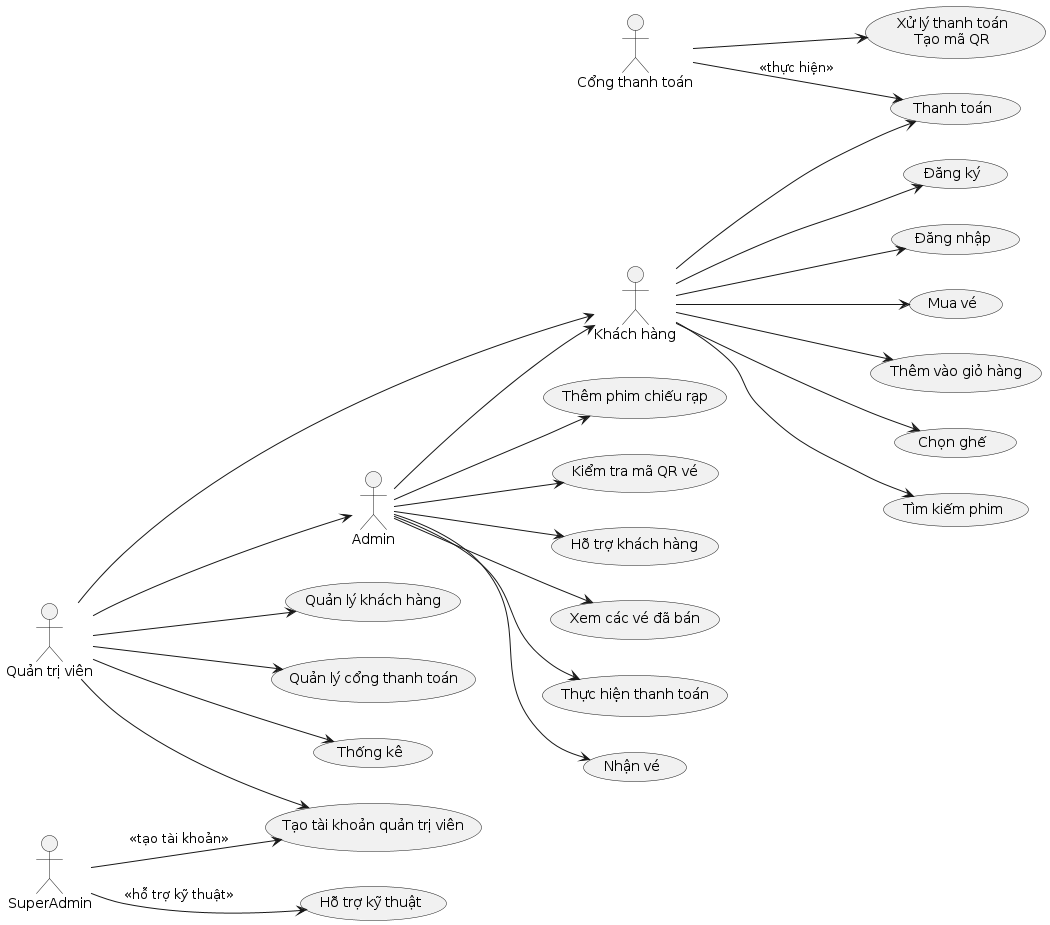 Xử lý thanh toán
Tạo mã QR
Cổng thanh toán
«thực hiện»
Thanh toán
Đăng ký
Đăng nhập
Mua vé
Khách hàng
Thêm vào giỏ hàng
Thêm phim chiếu rạp
Chọn ghế
Kiểm tra mã QR vé
Tìm kiếm phim
Admin
Hỗ trợ khách hàng
Quản lý khách hàng
Xem các vé đã bán
Quản trị viên
Quản lý cổng thanh toán
Thực hiện thanh toán
Thống kê
Nhận vé
Tạo tài khoản quản trị viên
«tạo tài khoản»
«hỗ trợ kỹ thuật»
SuperAdmin
Hỗ trợ kỹ thuật